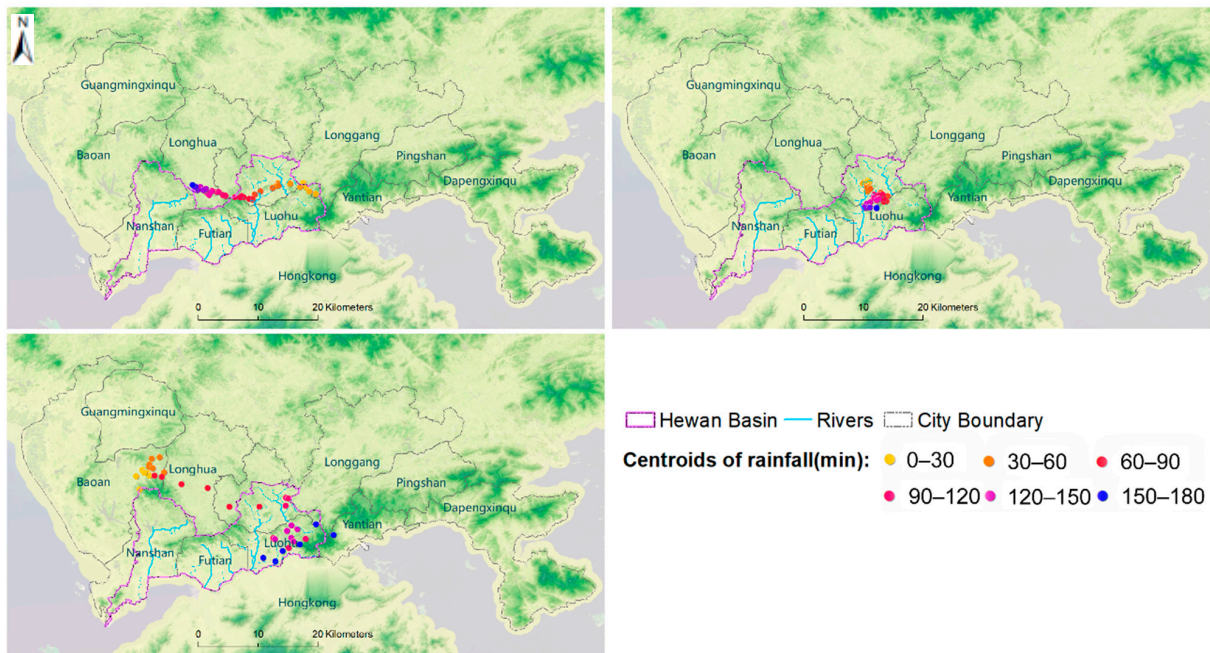 N
Guangmingxinqu
Longhua
Longgang
Baoan
Pingshan
Dapengxinqu
Yantian
Nanshan
Futian
Luohu
Hongkong
0 10 20 Kilometers
Guangmingxinqu
Longhua
Longgang
Baoan
Pingshan
Dapengxinqu
Yantian
Nanshan
Futian
Luohu
Hongkong
0 10 20 Kilometers
Guangmingxinqu
Longhua
Longgang
Baoan
Pingshan
Dapengxinqu
Yantian
Nanshan
Futian
Luohu
Hongkong
0 10 20 Kilometers
Hewan Basin Rivers City Boundary
Centroids of rainfall(min): 0–30 30–60 60–90
90–120 120–150 150–180